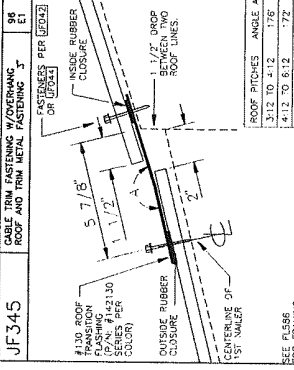 JF345
GABLE TRIM FASTENING W/OVERHANG
ROOF AND TRIM METAL FASTENING
96
E1
FASTENERS PER JF042
OR JF044
INSIDE RUBBER
CLOSURE
5 7/8"
1 1/2"
1 1/2" DROP
BETWEEN TWO
ROOF LINES.
#130 ROOF
TRANSITION
FLASHING
(P/N #142130
SERIES PER
COLOR)
A
2"
OUTSIDE RUBBER
CLOSURE
CENTERLINE OF
1ST NAILER
ROOF PITCHES ANGLE A
3:12 TO 4:12 176°
4:12 TO 6:12 172°
SEE FL586